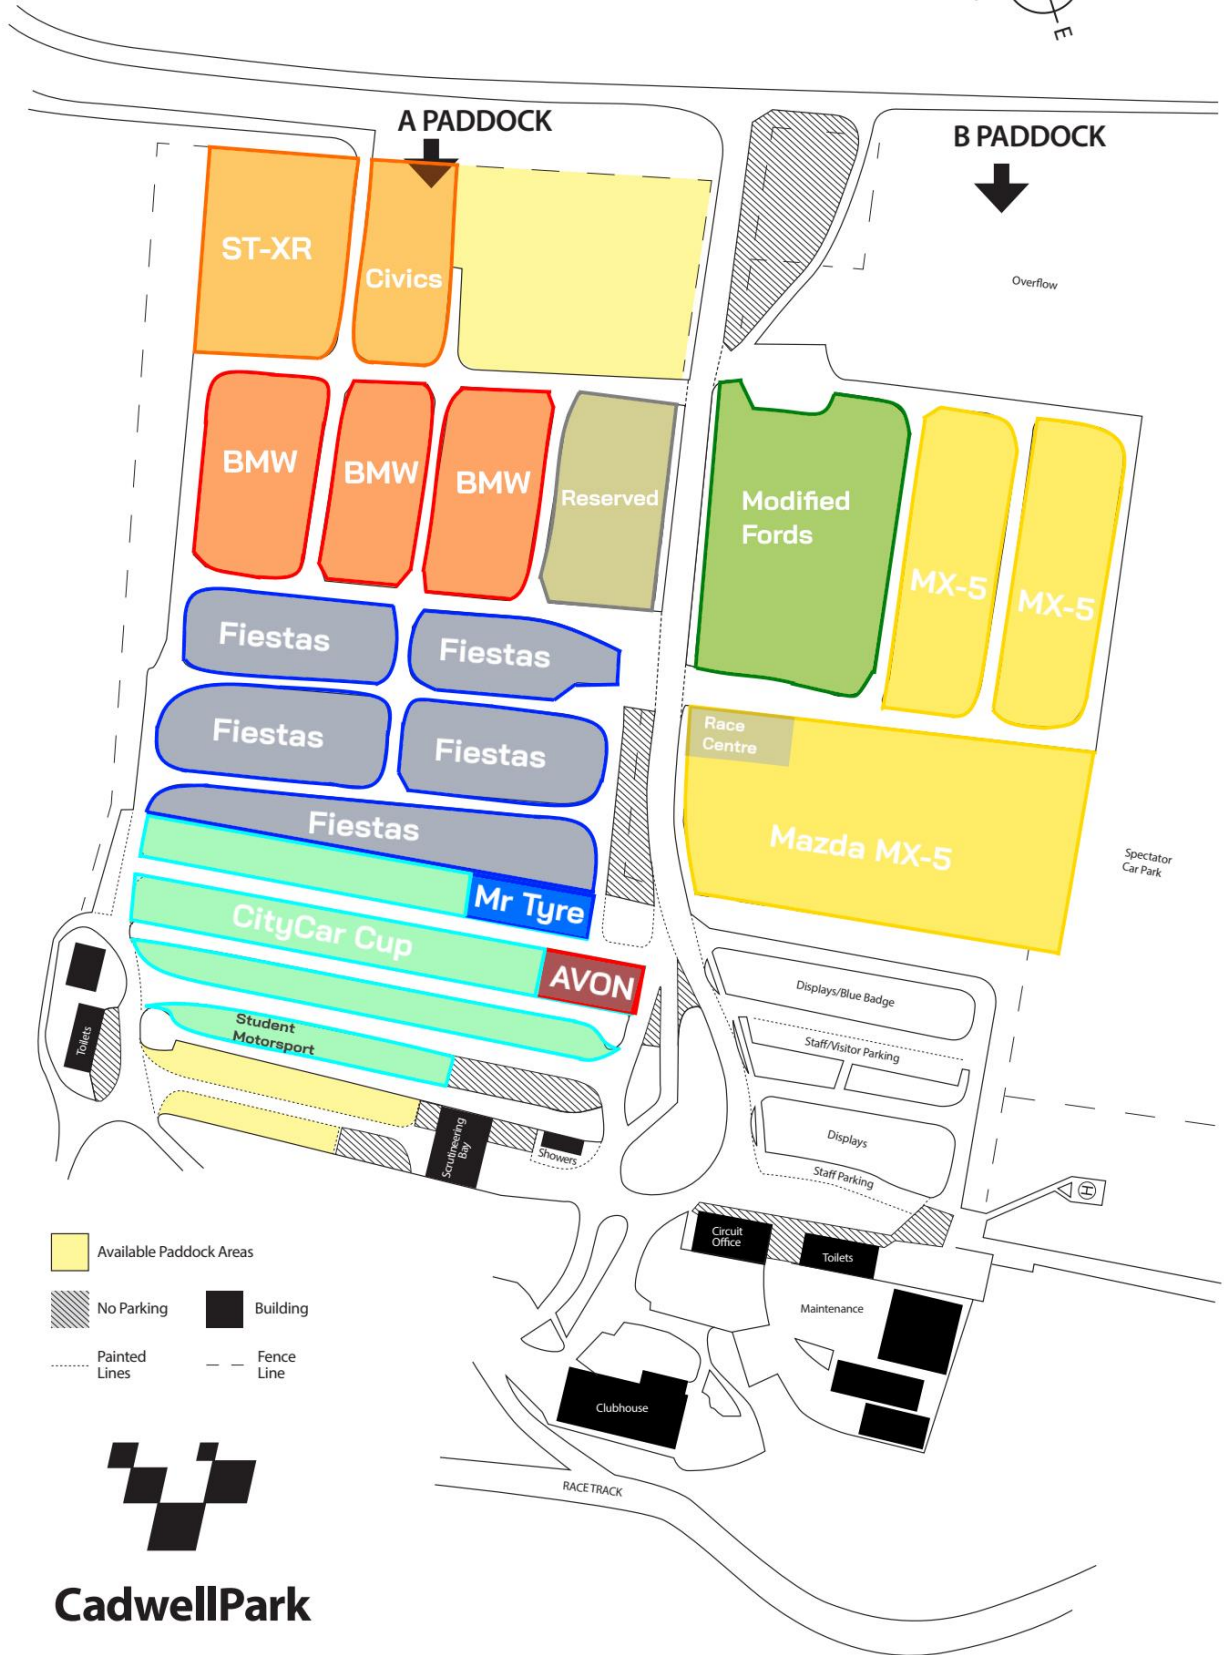 E
A PADDOCK
B PADDOCK
ST-XR
Civics
Overflow
BMW
BMW
BMW
Reserved
Modified
Fords
MX-5
MX-5
Fiestas
Fiestas
Fiestas
Fiestas
Race
Centre
Fiestas
Mazda MX-5
Spectator
Car Park
Mr Tyre
CityCar Cup
AVON
Displays/Blue Badge
Student
Motorsport
Toilets
Staff/Visitor Parking
Scrutineering
Bay
Showers
Displays
Staff Parking
H
Circuit
Office
Toilets
Maintenance
Available Paddock Areas
No Parking
Building
Painted
Lines
Fence
Line
Clubhouse
RACETRACK
CadwellPark